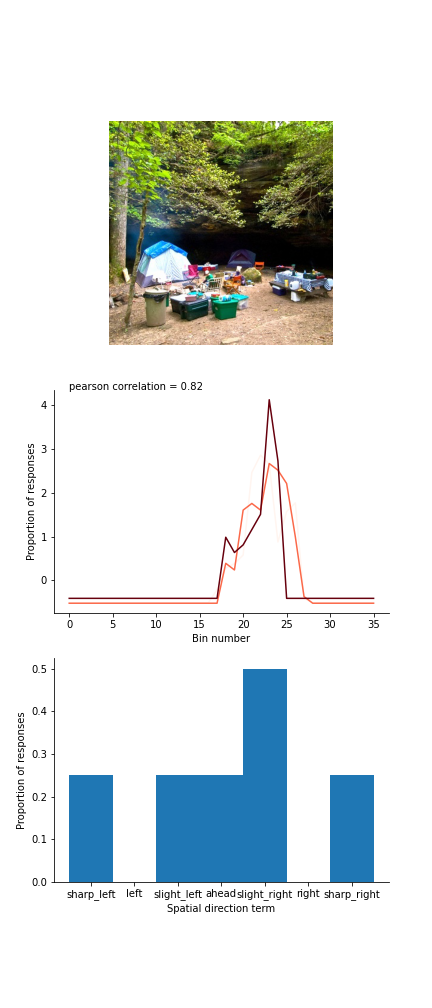 pearson correlation = 0.82
Proportion of responses
4
3
2
1
0
0 5 10 15 20 25 30 35
Bin number
Proportion of responses
0.5
0.4
0.3
0.2
0.1
0.0
sharp_left left slight_left ahead slight_right right sharp_right
Spatial direction term